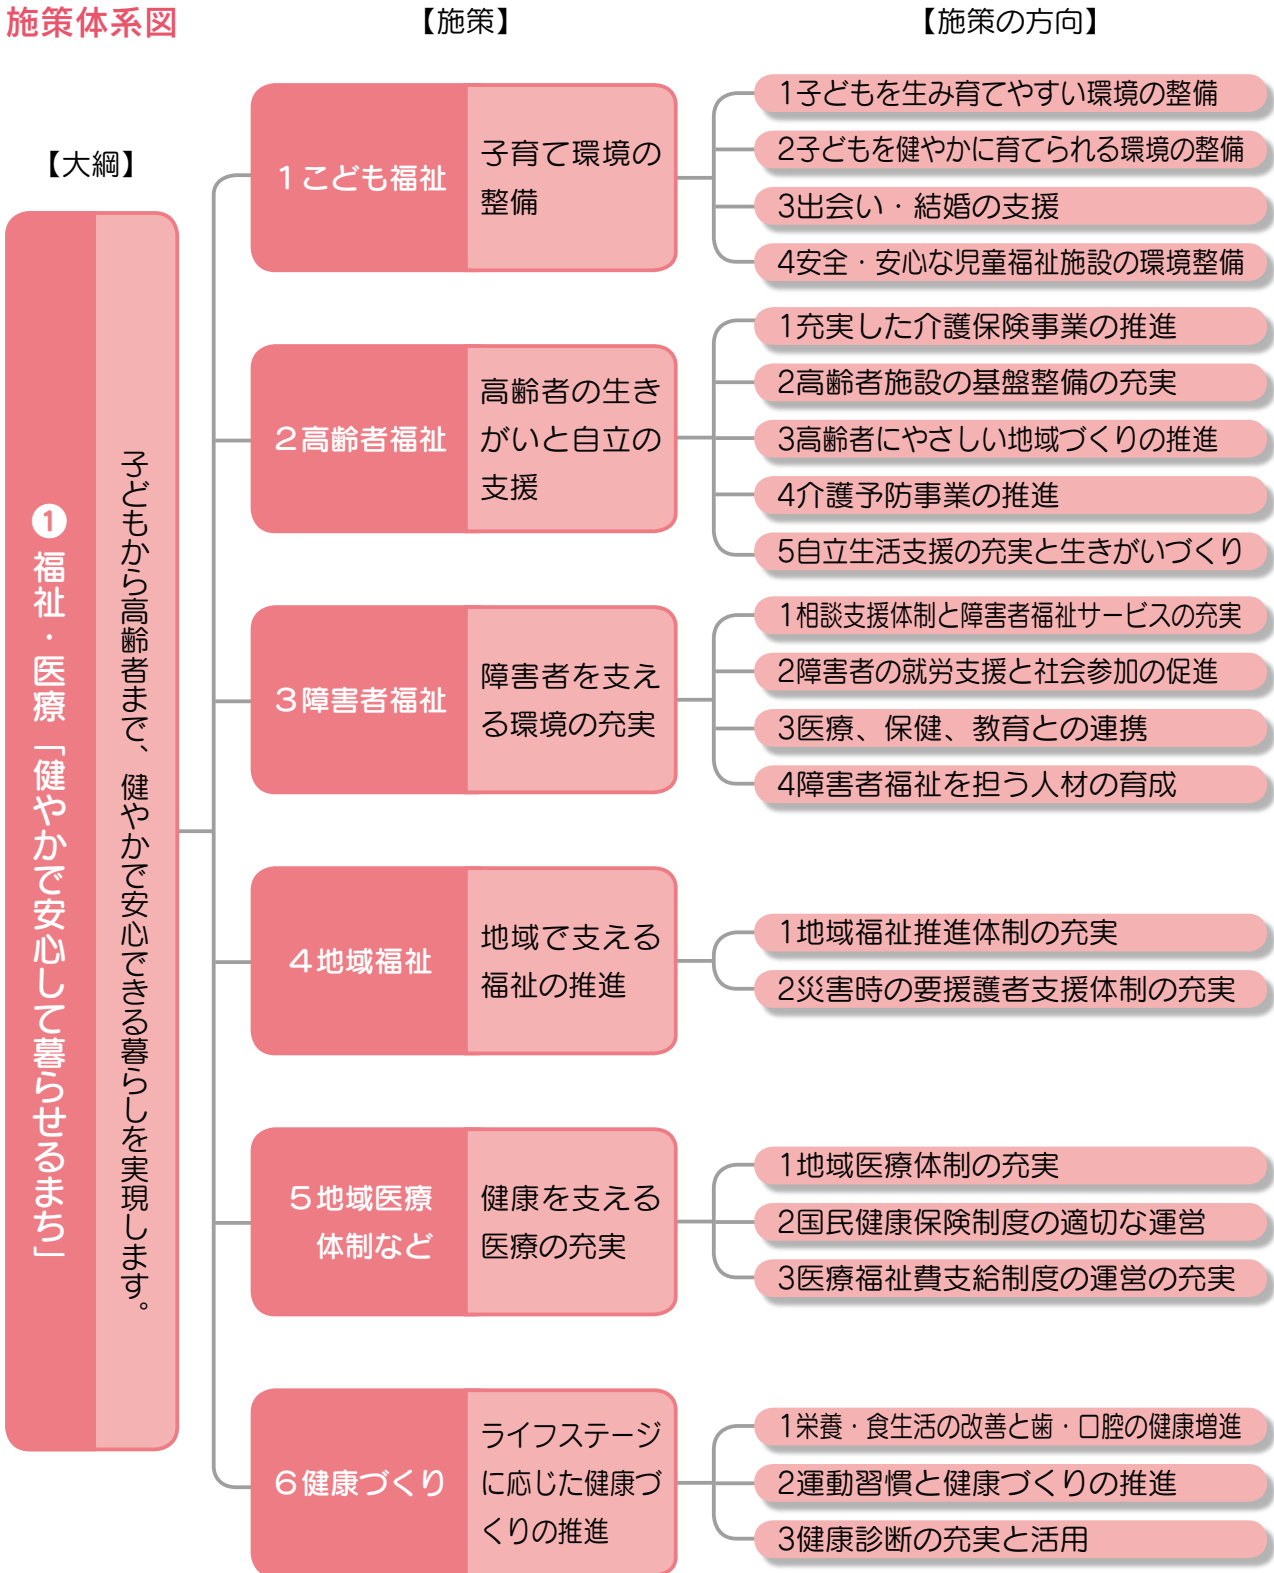 施策体系図
【施策】
【施策の方向】
【大綱】
❶ 福祉・医療「健やかで安心して暮らせるまち」
子どもから高齢者まで、健やかで安心できる暮らしを実現します。
1こども福祉
子育て環境の
整備
1子どもを生み育てやすい環境の整備
2子どもを健やかに育てられる環境の整備
3出会い・結婚の支援
4安全・安心な児童福祉施設の環境整備
2高齢者福祉
高齢者の生き
がいと自立の
支援
1充実した介護保険事業の推進
2高齢者施設の基盤整備の充実
3高齢者にやさしい地域づくりの推進
4介護予防事業の推進
5自立生活支援の充実と生きがいづくり
3障害者福祉
障害者を支え
る環境の充実
1相談支援体制と障害者福祉サービスの充実
2障害者の就労支援と社会参加の促進
3医療、保健、教育との連携
4障害者福祉を担う人材の育成
4地域福祉
地域で支える
福祉の推進
1地域福祉推進体制の充実
2災害時の要援護者支援体制の充実
5地域医療
体制など
健康を支える
医療の充実
1地域医療体制の充実
2国民健康保険制度の適切な運営
3医療福祉費支給制度の運営の充実
6健康づくり
ライフステージ
に応じた健康づ
くりの推進
1栄養・食生活の改善と歯・口腔の健康増進
2運動習慣と健康づくりの推進
3健康診断の充実と活用